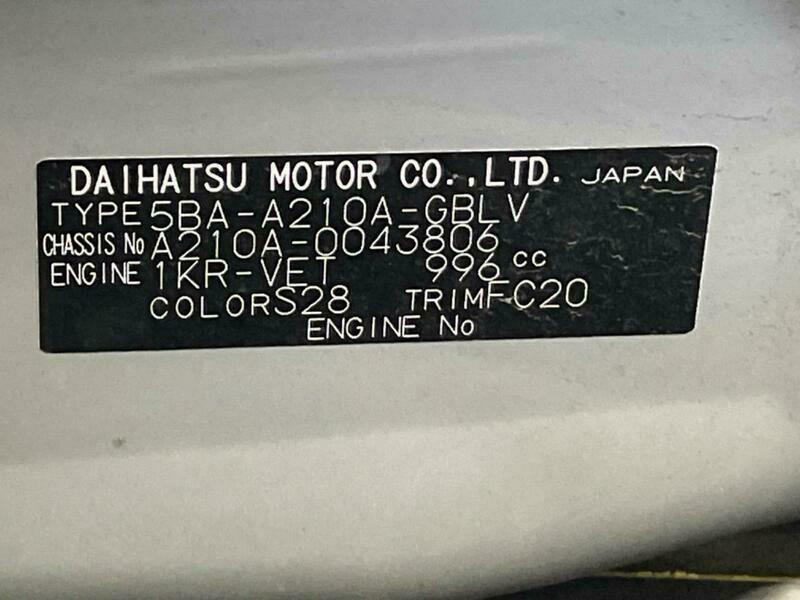 DAIHATSU MOTOR CO.,LTD. JAPAN
TYPE 5BA-A210A-GBLV
CHASSIS No A210A-0043806
ENGINE 1KR-VET 996 cc
COLOR S28 TRIM FC20
ENGINE No